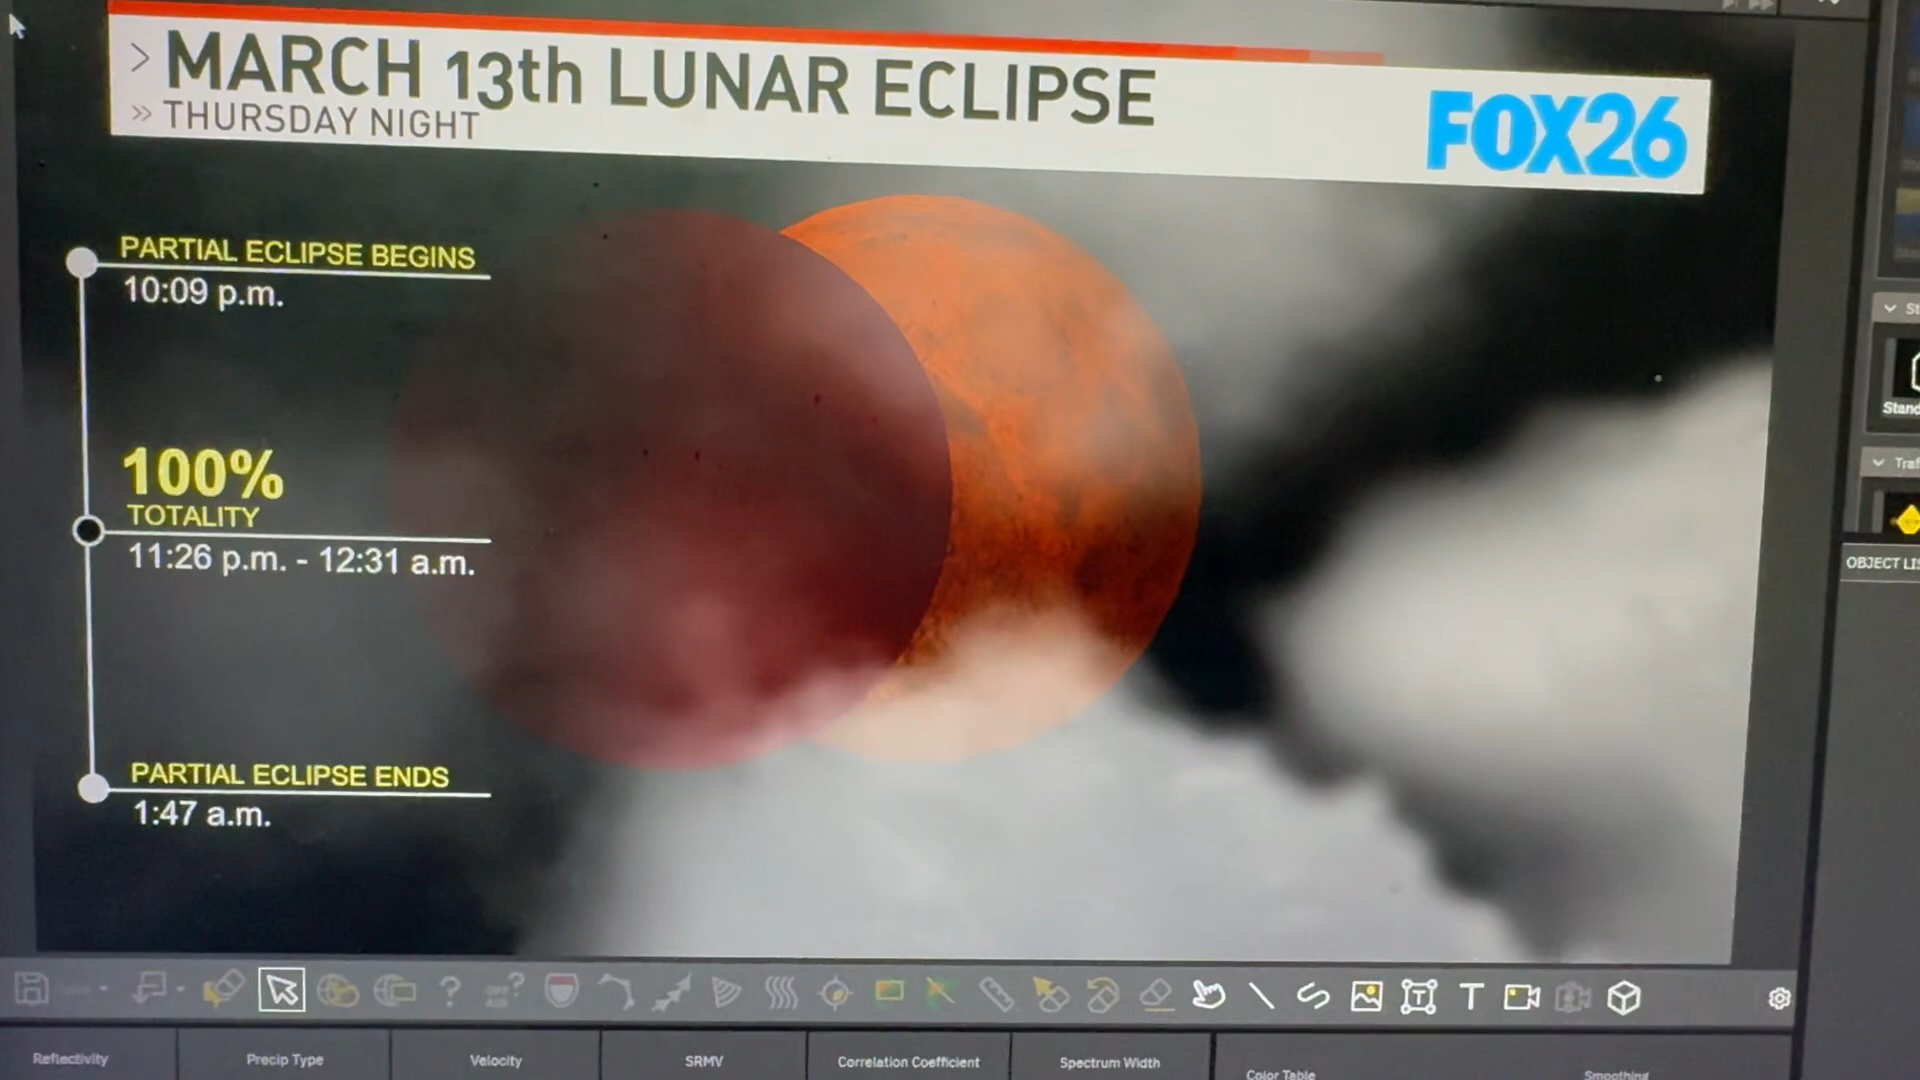 > MARCH 13th LUNAR ECLIPSE
>> THURSDAY NIGHT
FOX26
PARTIAL ECLIPSE BEGINS
10:09 p.m.
100%
TOTALITY
11:26 p.m. - 12:31 a.m.
PARTIAL ECLIPSE ENDS
1:47 a.m.
OBJECT
T
T
Reflectivity
Precip Type
Velocity
SRMV
Correlation Coefficient
Spectrum Width
Color Table
Smoothing